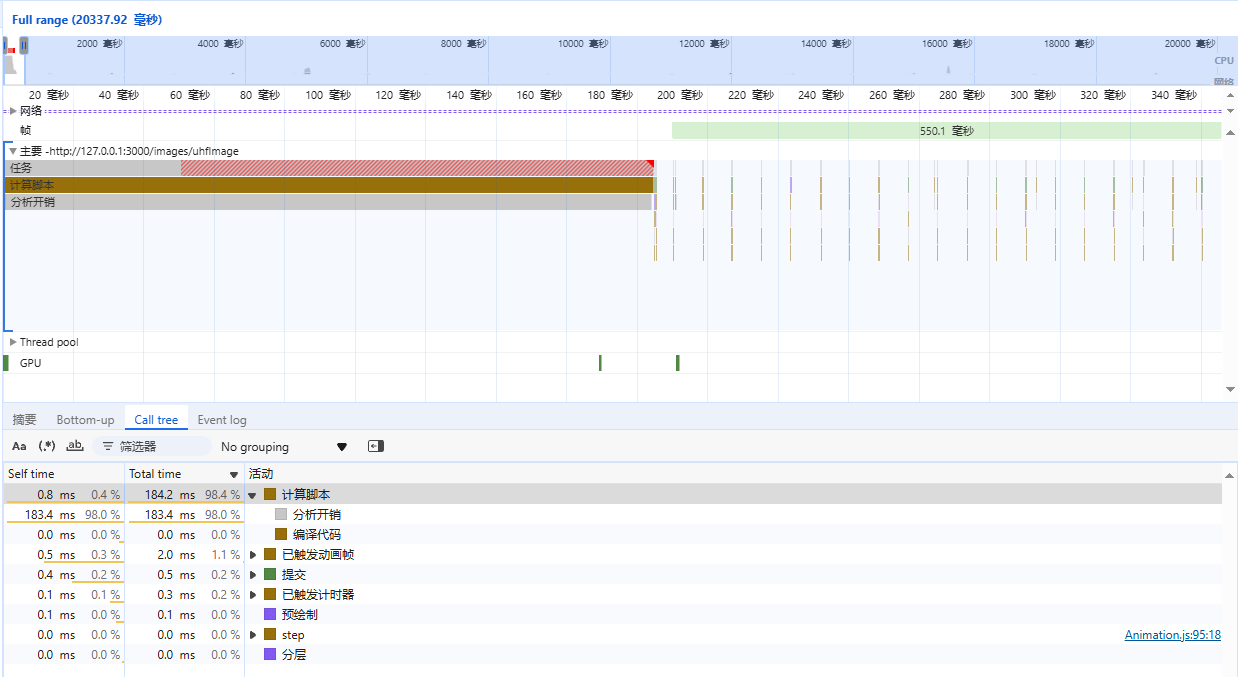 Full range (20337.92 毫秒)
2000 毫秒 4000 毫秒 6000 毫秒 8000 毫秒 10000 毫秒 12000 毫秒 14000 毫秒 16000 毫秒 18000 毫秒 20000 毫秒
CPU
网络
20 毫秒 40 毫秒 60 毫秒 80 毫秒 100 毫秒 120 毫秒 140 毫秒 160 毫秒 180 毫秒 200 毫秒 220 毫秒 240 毫秒 260 毫秒 280 毫秒 300 毫秒 320 毫秒 340 毫秒
网络
帧 550.1 毫秒
主要 -http://127.0.0.1:3000/images/uhfImage
任务
计算脚本
分析开销
Thread pool
GPU
摘要 Bottom-up Call tree Event log
Aa (.*) ab 筛选器 No grouping
Self time Total time 活动
0.8 ms 0.4 % 184.2 ms 98.4 % 计算脚本
183.4 ms 98.0 % 183.4 ms 98.0 % 分析开销
0.0 ms 0.0 % 0.0 ms 0.0 % 编译代码
0.5 ms 0.3 % 2.0 ms 1.1 % 已触发动画帧
0.4 ms 0.2 % 0.5 ms 0.2 % 提交
0.1 ms 0.1 % 0.3 ms 0.2 % 已触发计时器
0.1 ms 0.0 % 0.1 ms 0.0 % 预绘制
0.0 ms 0.0 % 0.0 ms 0.0 % step Animation.js:95:18
0.0 ms 0.0 % 0.0 ms 0.0 % 分层